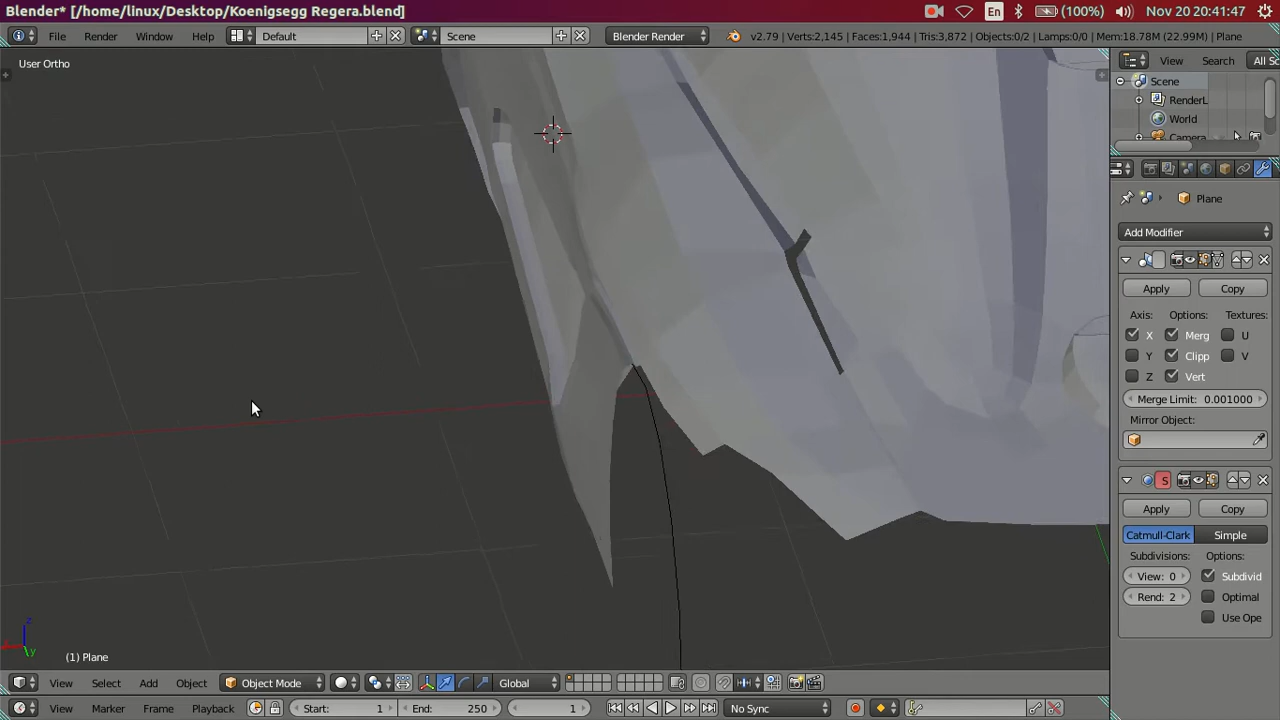 Blender* [/home/linux/Desktop/Koenigsegg Regera.blend] En (100%) Nov 20 20:41:47
File Render Window Help Default Scene Blender Render v2.79 | Verts:2,145 | Faces:1,944 | Tris:3,872 | Objects:0/2 | Lamps:0/0 | Mem:18.78M (22.99M) | Plane
User Ortho
View Search All Sc
Scene
RenderL
World
Camera
Plane
Add Modifier
Apply Copy
Axis: Options: Textures:
X Merg U
Y Clipp V
Z Vert
Merge Limit: 0.001000
Mirror Object:
S
Apply Copy
Catmull-Clark Simple
Subdivisions: Options:
View: 0 Subdivid
Rend: 2 Optimal
Use Ope
z
x y
(1) Plane
View Select Add Object Object Mode Global
View Marker Frame Playback Start: 1 End: 250 1 No Sync